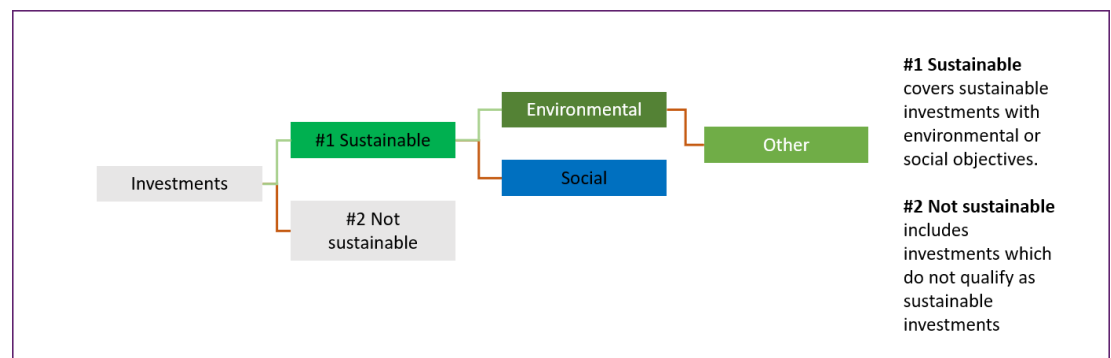 Investments
#1 Sustainable
#2 Not
sustainable
Environmental
Social
Other
#1 Sustainable
covers sustainable
investments with
environmental or
social objectives.
#2 Not sustainable
includes
investments which
do not qualify as
sustainable
investments